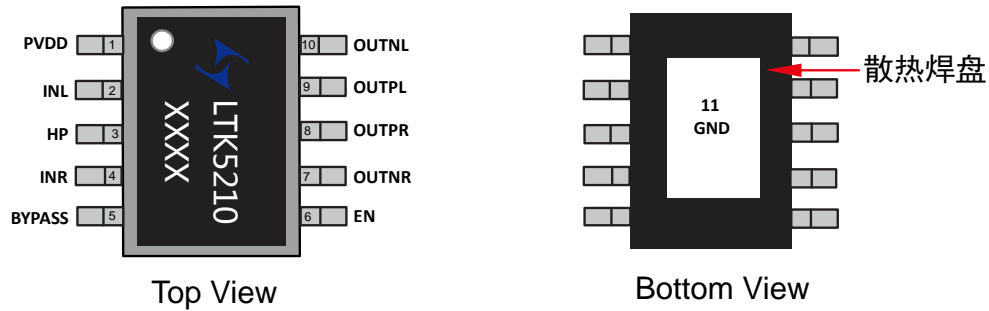 PVDD 1
INL 2
HP 3
INR 4
BYPASS 5
LTK5210
XXXX
10 OUTNL
9 OUTPL
8 OUTPR
7 OUTNR
6 EN
Top View
11
GND
散热焊盘
Bottom View